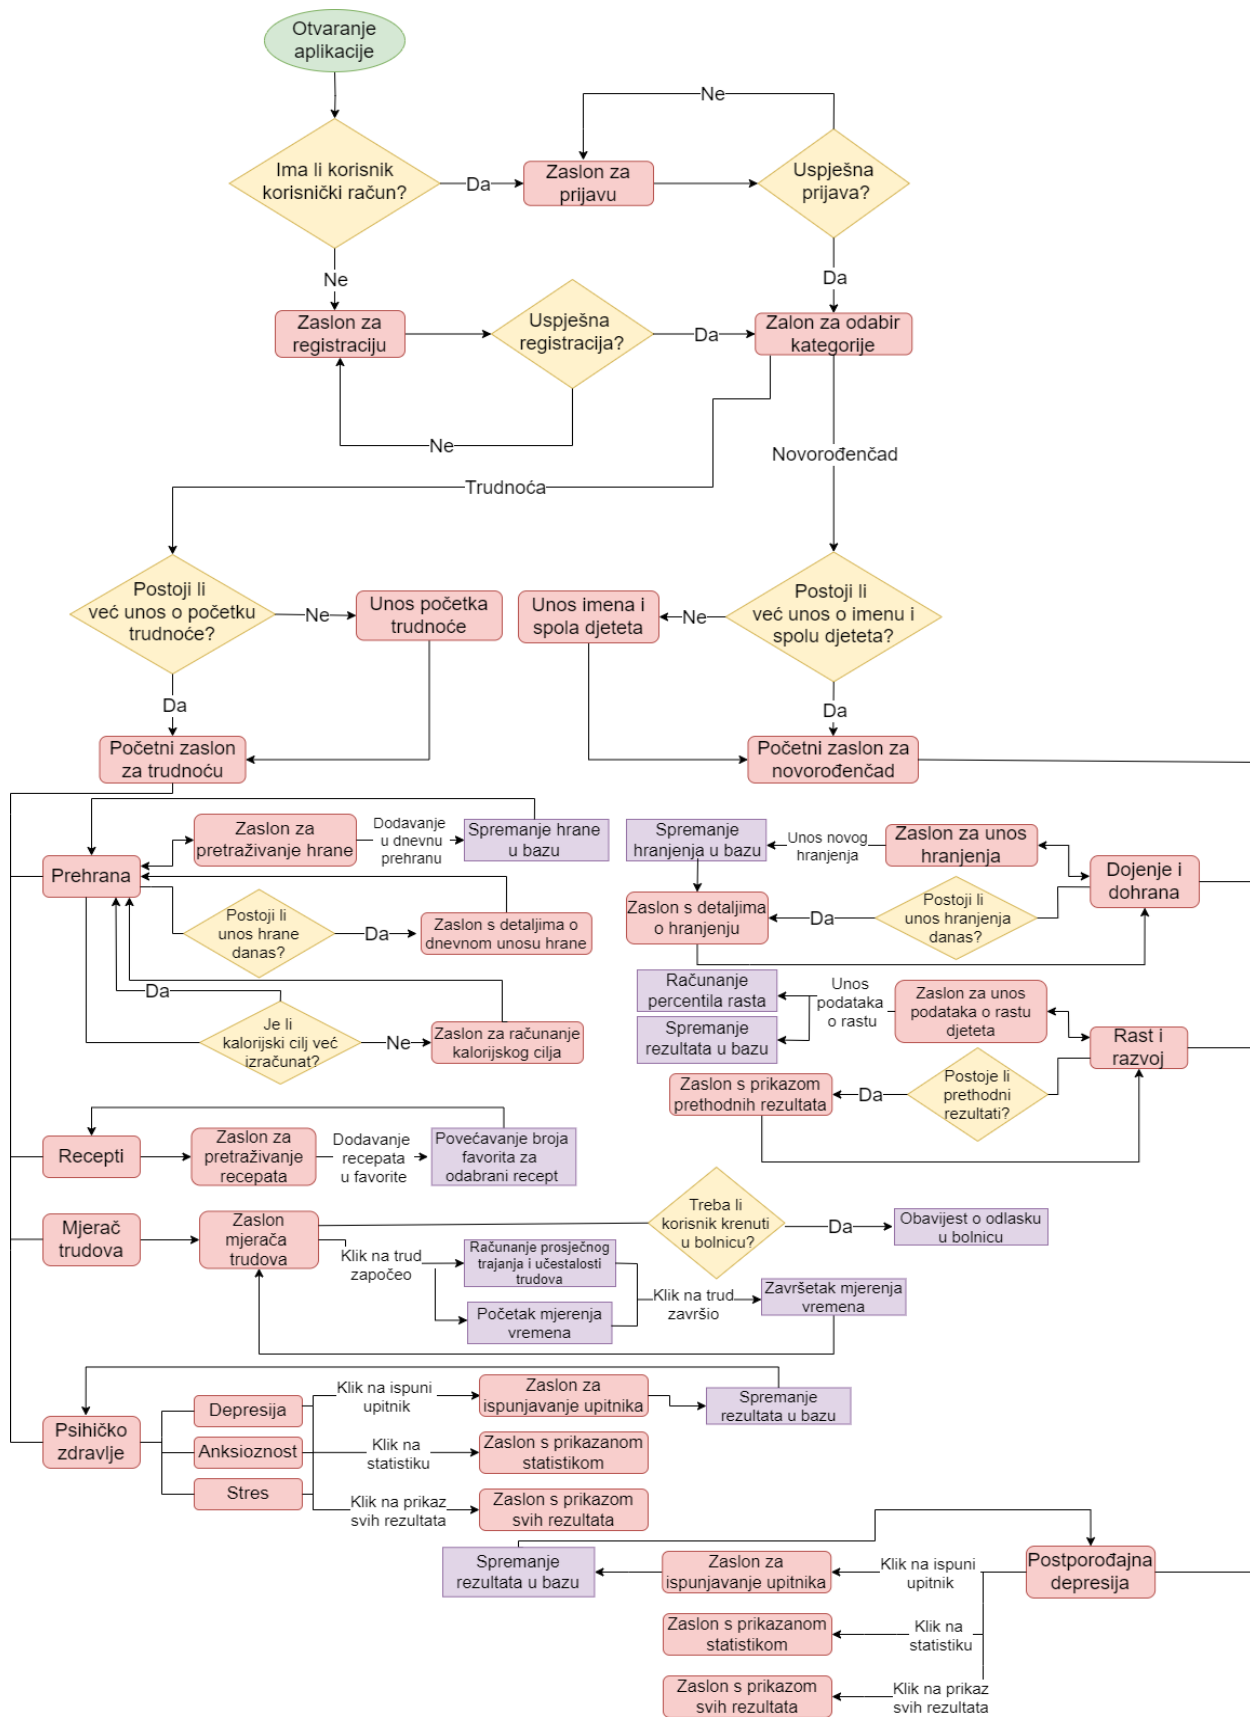 Otvaranje
aplikacije
Ne
Ima li korisnik
korisnički račun?
Da
Zaslon za
prijavu
Uspješna
prijava?
Ne
Da
Zaslon za
registraciju
Uspješna
registracija?
Da
Zalon za odabir
kategorije
Ne
Novorođenčad
Trudnoća
Postoji li
već unos o početku
trudnoće?
Ne
Unos početka
trudnoće
Unos imena i
spola djeteta
Ne
Postoji li
već unos o imenu i
spolu djeteta?
Da
Da
Početni zaslon
za trudnoću
Početni zaslon za
novorođenčad
Zaslon za
pretraživanje hrane
Dodavanje
u dnevnu
prehranu
Spremanje hrane
u bazu
Prehrana
Postoji li
unos hrane
danas?
Da
Zaslon s detaljima o
dnevnom unosu hrane
Da
Je li
kalorijski cilj već
izračunat?
Ne
Zaslon za računanje
kalorijskog cilja
Spremanje
hranjenja u bazu
Unos novog
hranjenja
Zaslon za unos
hranjenja
Dojenje i
dohrana
Zaslon s detaljima
o hranjenju
Da
Postoji li
unos hranjenja
danas?
Računanje
percentila rasta
Unos
podataka
o rastu
Zaslon za unos
podataka o rastu
djeteta
Spremanje
rezultata u bazu
Rast i
razvoj
Zaslon s prikazom
prethodnih rezultata
Da
Postoje li
prethodni
rezultati?
Recepti
Zaslon za
pretraživanje
recepata
Dodavanje
recepata
u favorite
Povećavanje broja
favorita za
odabrani recept
Mjerač
trudova
Zaslon
mjerača
trudova
Treba li
korisnik krenuti
u bolnicu?
Da
Obavijest o odlasku
u bolnicu
Klik na trud
započeo
Računanje prosječnog
trajanja i učestalosti
trudova
Početak mjerenja
vremena
Klik na trud
završio
Završetak mjerenja
vremena
Psihičko
zdravlje
Depresija
Anksioznost
Stres
Klik na ispuni
upitnik
Zaslon za
ispunjavanje upitnika
Spremanje
rezultata u bazu
Klik na
statistiku
Zaslon s prikazanom
statistikom
Klik na prikaz
svih rezultata
Zaslon s prikazom
svih rezultata
Spremanje
rezultata u bazu
Zaslon za
ispunjavanje upitnika
Klik na ispuni
upitnik
Postporođajna
depresija
Zaslon s prikazanom
statistikom
Klik na
statistiku
Zaslon s prikazom
svih rezultata
Klik na prikaz
svih rezultata